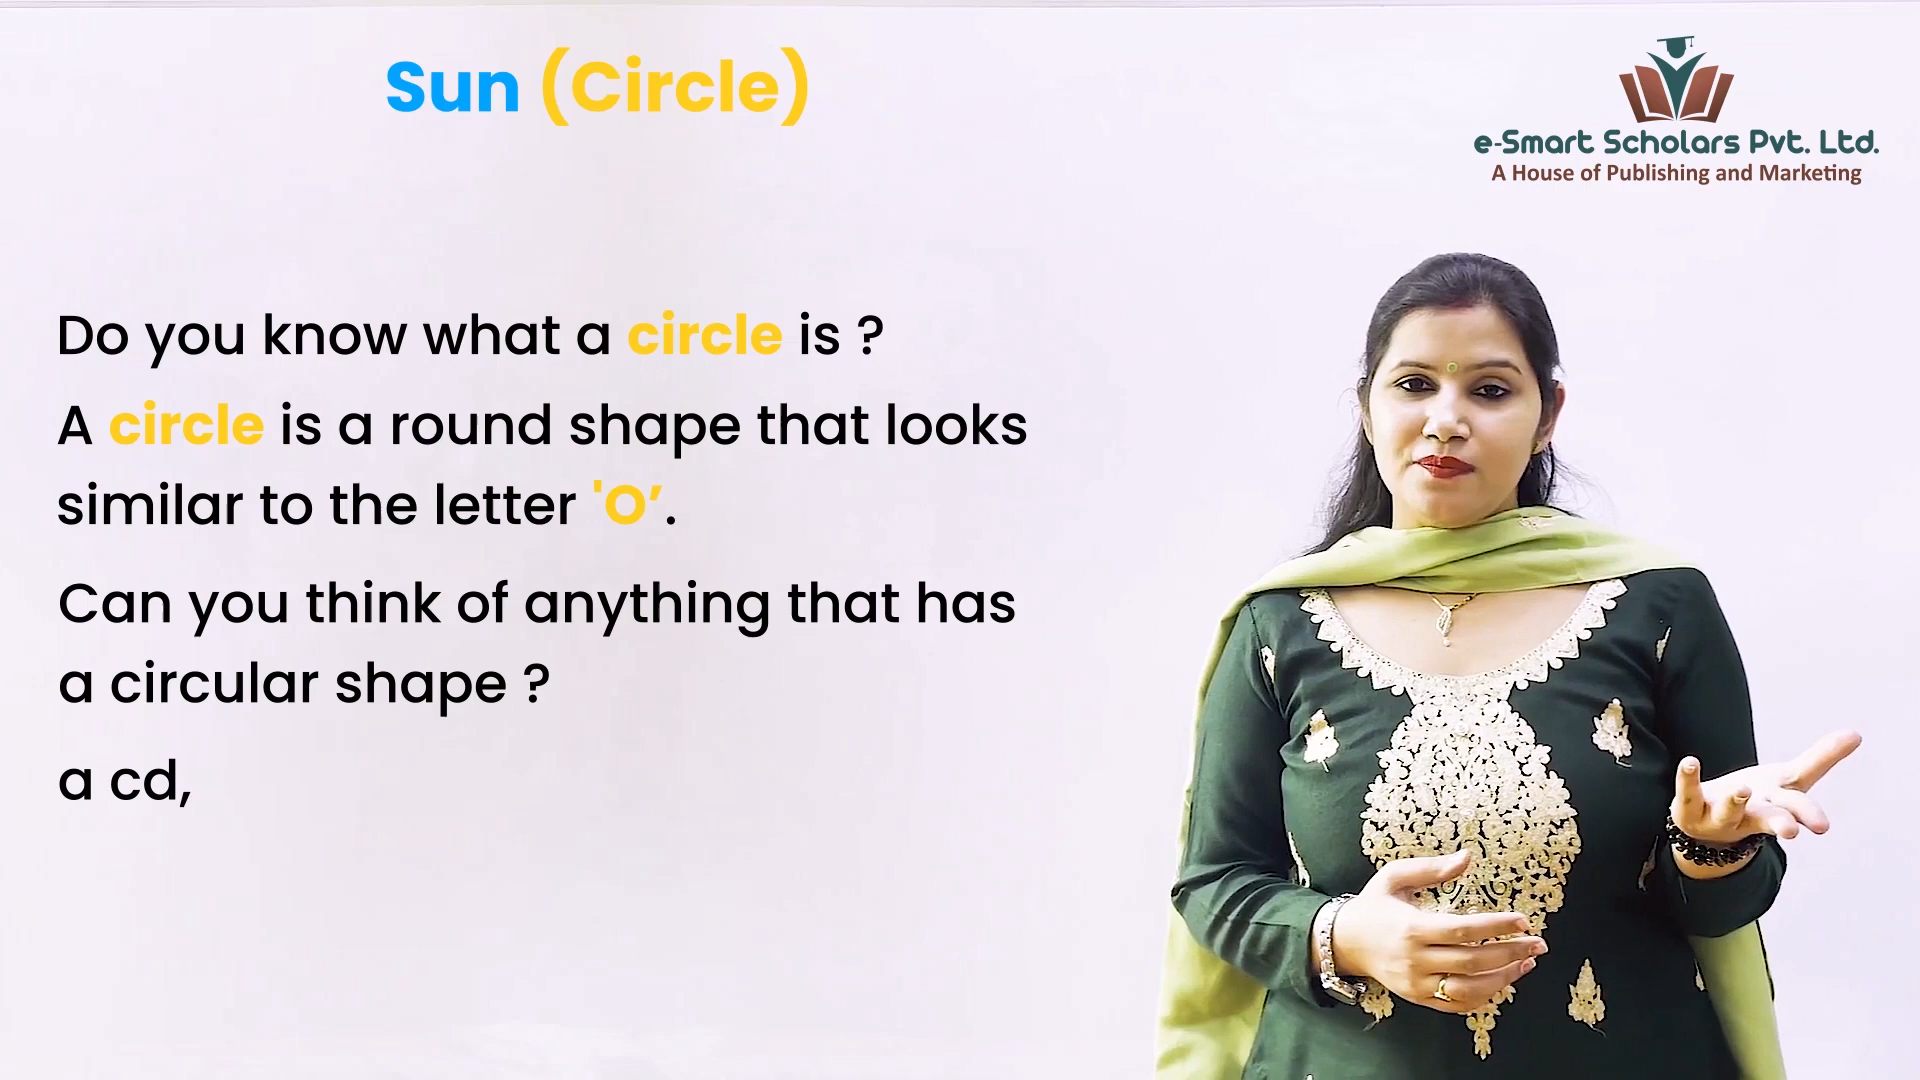 Sun (Circle)
e-Smart Scholars Pvt. Ltd.
A House of Publishing and Marketing
Do you know what a circle is ?
A circle is a round shape that looks
similar to the letter 'O’.
Can you think of anything that has
a circular shape ?
a cd,